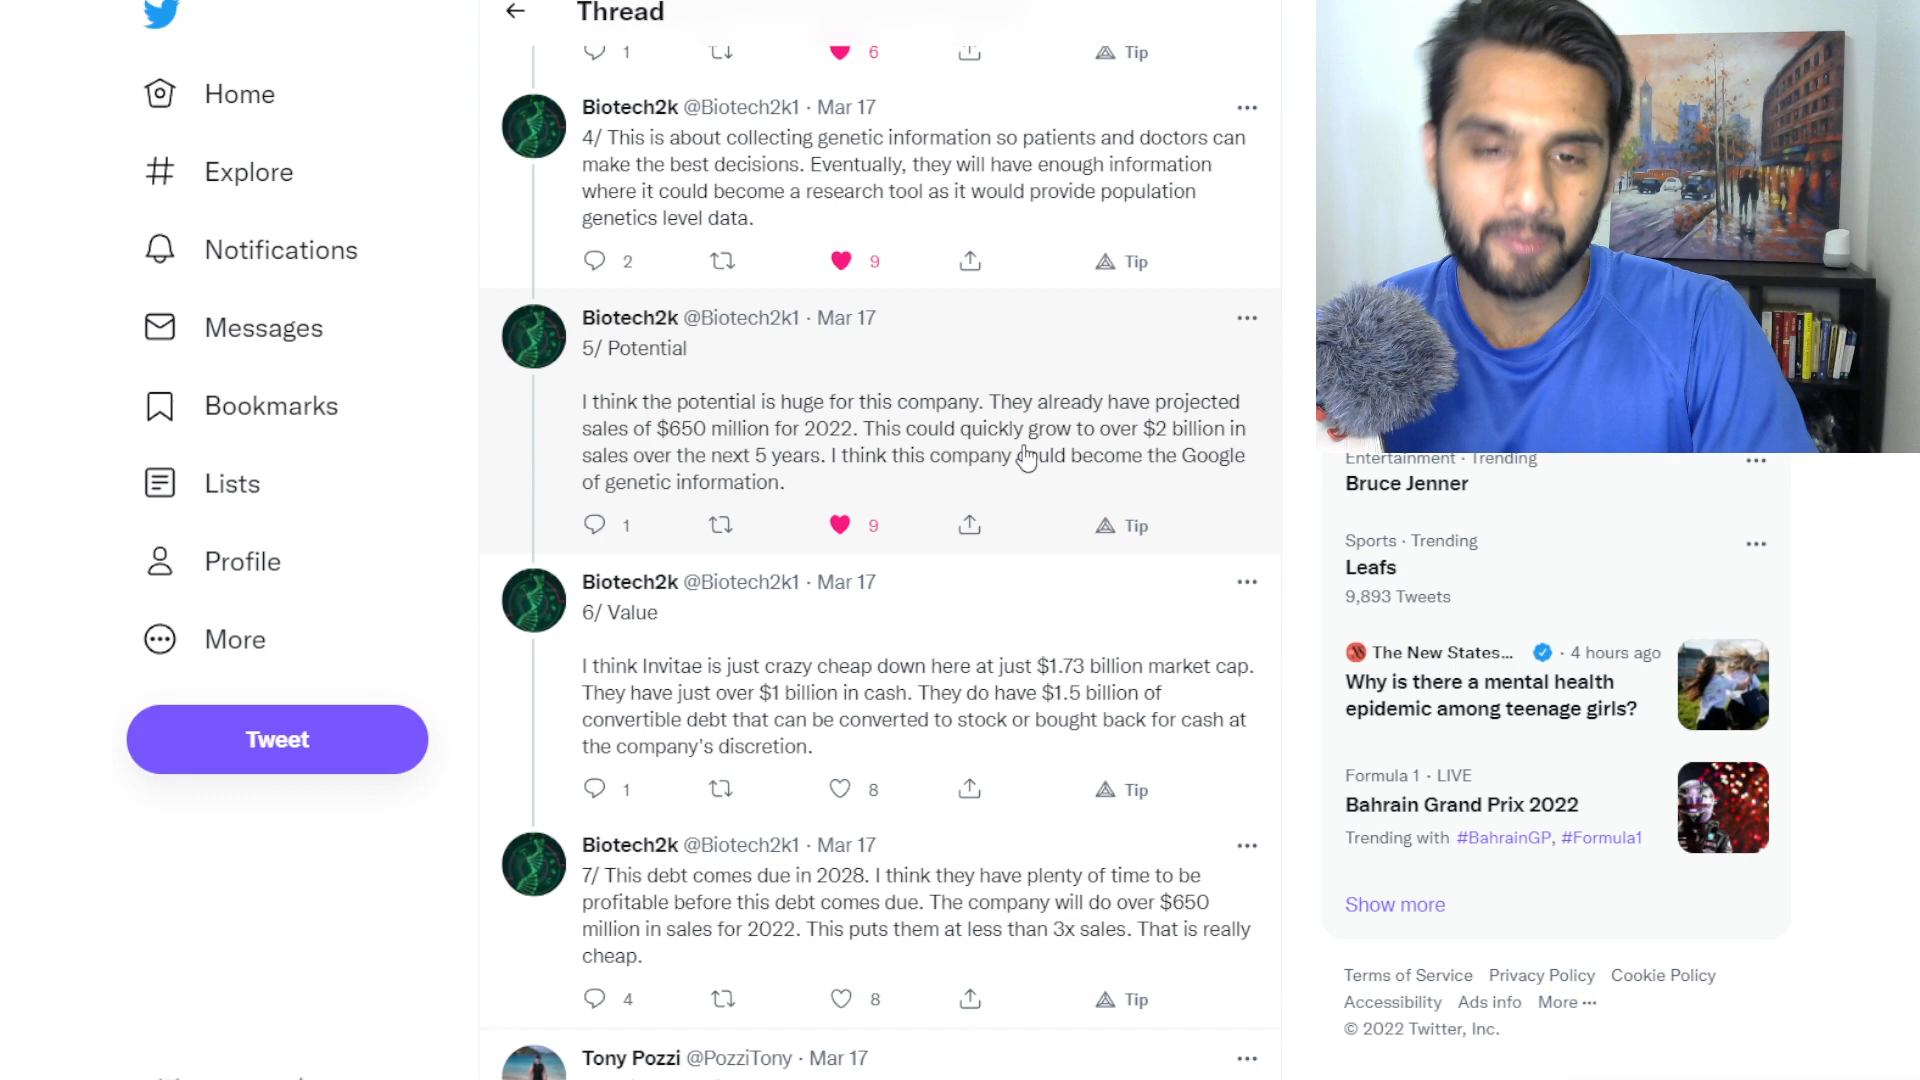 Home
Explore
Notifications
Messages
Bookmarks
Lists
Profile
More
Tweet
Thread
1
6
Tip
Biotech2k @Biotech2k1 · Mar 17
4/ This is about collecting genetic information so patients and doctors can
make the best decisions. Eventually, they will have enough information
where it could become a research tool as it would provide population
genetics level data.
2
9
Tip
Biotech2k @Biotech2k1 · Mar 17
5/ Potential
I think the potential is huge for this company. They already have projected
sales of $650 million for 2022. This could quickly grow to over $2 billion in
sales over the next 5 years. I think this company could become the Google
of genetic information.
1
9
Tip
Biotech2k @Biotech2k1 · Mar 17
6/ Value
I think Invitae is just crazy cheap down here at just $1.73 billion market cap.
They have just over $1 billion in cash. They do have $1.5 billion of
convertible debt that can be converted to stock or bought back for cash at
the company's discretion.
1
8
Tip
Biotech2k @Biotech2k1 · Mar 17
7/ This debt comes due in 2028. I think they have plenty of time to be
profitable before this debt comes due. The company will do over $650
million in sales for 2022. This puts them at less than 3x sales. That is really
cheap.
4
8
Tip
Tony Pozzi @PozziTony · Mar 17
Entertainment · Trending
Bruce Jenner
Sports · Trending
Leafs
9,893 Tweets
The New States... · 4 hours ago
Why is there a mental health
epidemic among teenage girls?
Formula 1 · LIVE
Bahrain Grand Prix 2022
Trending with #BahrainGP, #Formula1
Show more
Terms of Service Privacy Policy Cookie Policy
Accessibility Ads info More ···
© 2022 Twitter, Inc.